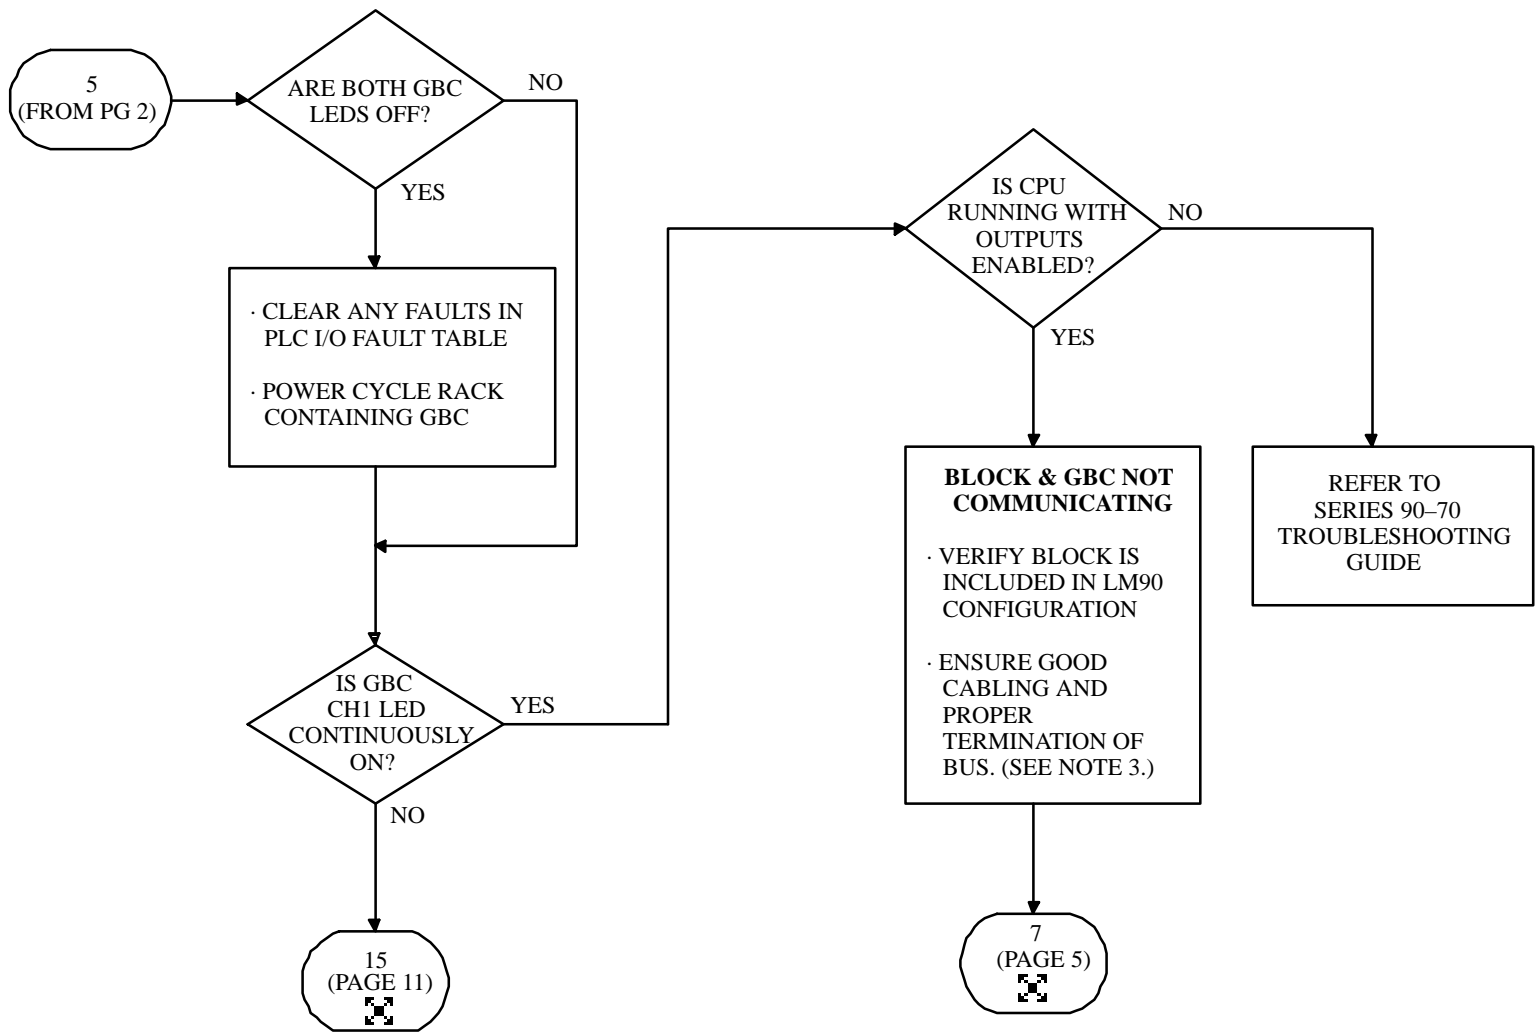 5
(FROM PG 2)
ARE BOTH GBC
LEDS OFF?
NO
YES
· CLEAR ANY FAULTS IN
PLC I/O FAULT TABLE
· POWER CYCLE RACK
CONTAINING GBC
IS GBC
CH1 LED
CONTINUOUSLY
ON?
YES
NO
15
(PAGE 11)
IS CPU
RUNNING WITH
OUTPUTS
ENABLED?
NO
YES
BLOCK & GBC NOT
COMMUNICATING
· VERIFY BLOCK IS
INCLUDED IN LM90
CONFIGURATION
· ENSURE GOOD
CABLING AND
PROPER
TERMINATION OF
BUS. (SEE NOTE 3.)
7
(PAGE 5)
REFER TO
SERIES 90–70
TROUBLESHOOTING
GUIDE